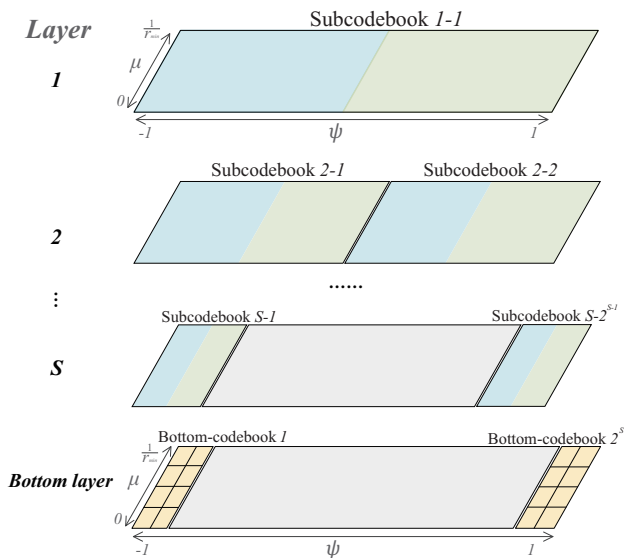 Layer
Subcodebook 1-1
1/r_min
μ
1
0
-1
ψ
1
Subcodebook 2-1
Subcodebook 2-2
2
......
⋮
Subcodebook S-1
Subcodebook S-2^{S-1}
S
Bottom-codebook 1
Bottom-codebook 2^S
1/r_min
μ
Bottom layer
0
-1
ψ
1